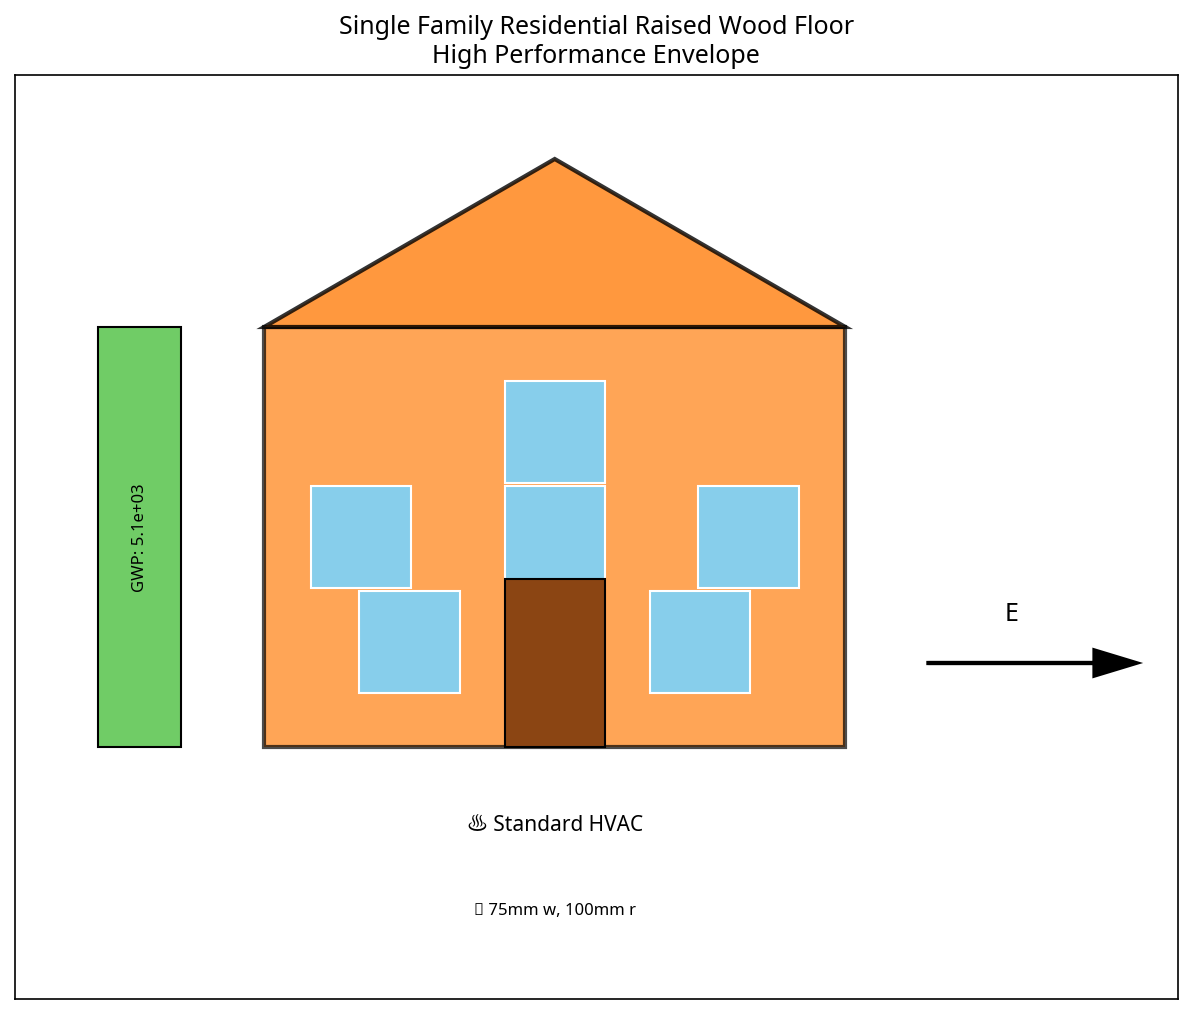 Single Family Residential Raised Wood Floor
High Performance Envelope
GWP: 5.1e+03
E
♨ Standard HVAC
▯ 75mm w, 100mm r